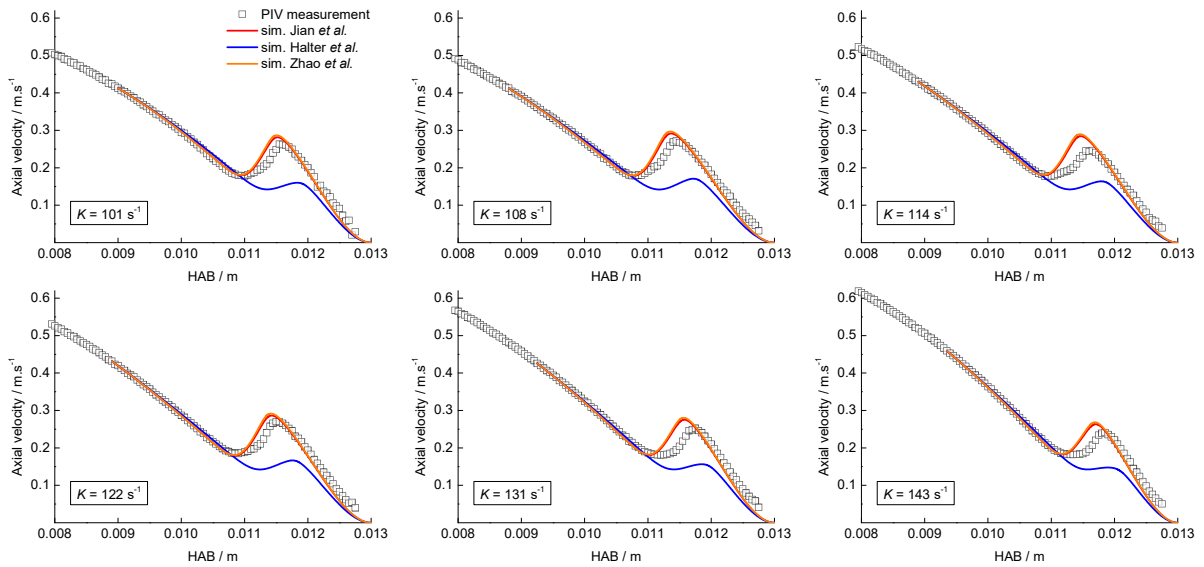 0.6
0.5
0.4
0.3
0.2
0.1
0.008 0.009 0.010 0.011 0.012 0.013
HAB / m
Axial velocity / m.s-1
PIV measurement
sim. Jian et al.
sim. Halter et al.
sim. Zhao et al.
K = 101 s-1
0.6
0.5
0.4
0.3
0.2
0.1
0.008 0.009 0.010 0.011 0.012 0.013
HAB / m
Axial velocity / m.s-1
K = 108 s-1
0.6
0.5
0.4
0.3
0.2
0.1
0.008 0.009 0.010 0.011 0.012 0.013
HAB / m
Axial velocity / m.s-1
K = 114 s-1
0.6
0.5
0.4
0.3
0.2
0.1
0.008 0.009 0.010 0.011 0.012 0.013
HAB / m
Axial velocity / m.s-1
K = 122 s-1
0.6
0.5
0.4
0.3
0.2
0.1
0.008 0.009 0.010 0.011 0.012 0.013
HAB / m
Axial velocity / m.s-1
K = 131 s-1
0.6
0.5
0.4
0.3
0.2
0.1
0.008 0.009 0.010 0.011 0.012 0.013
HAB / m
Axial velocity / m.s-1
K = 143 s-1